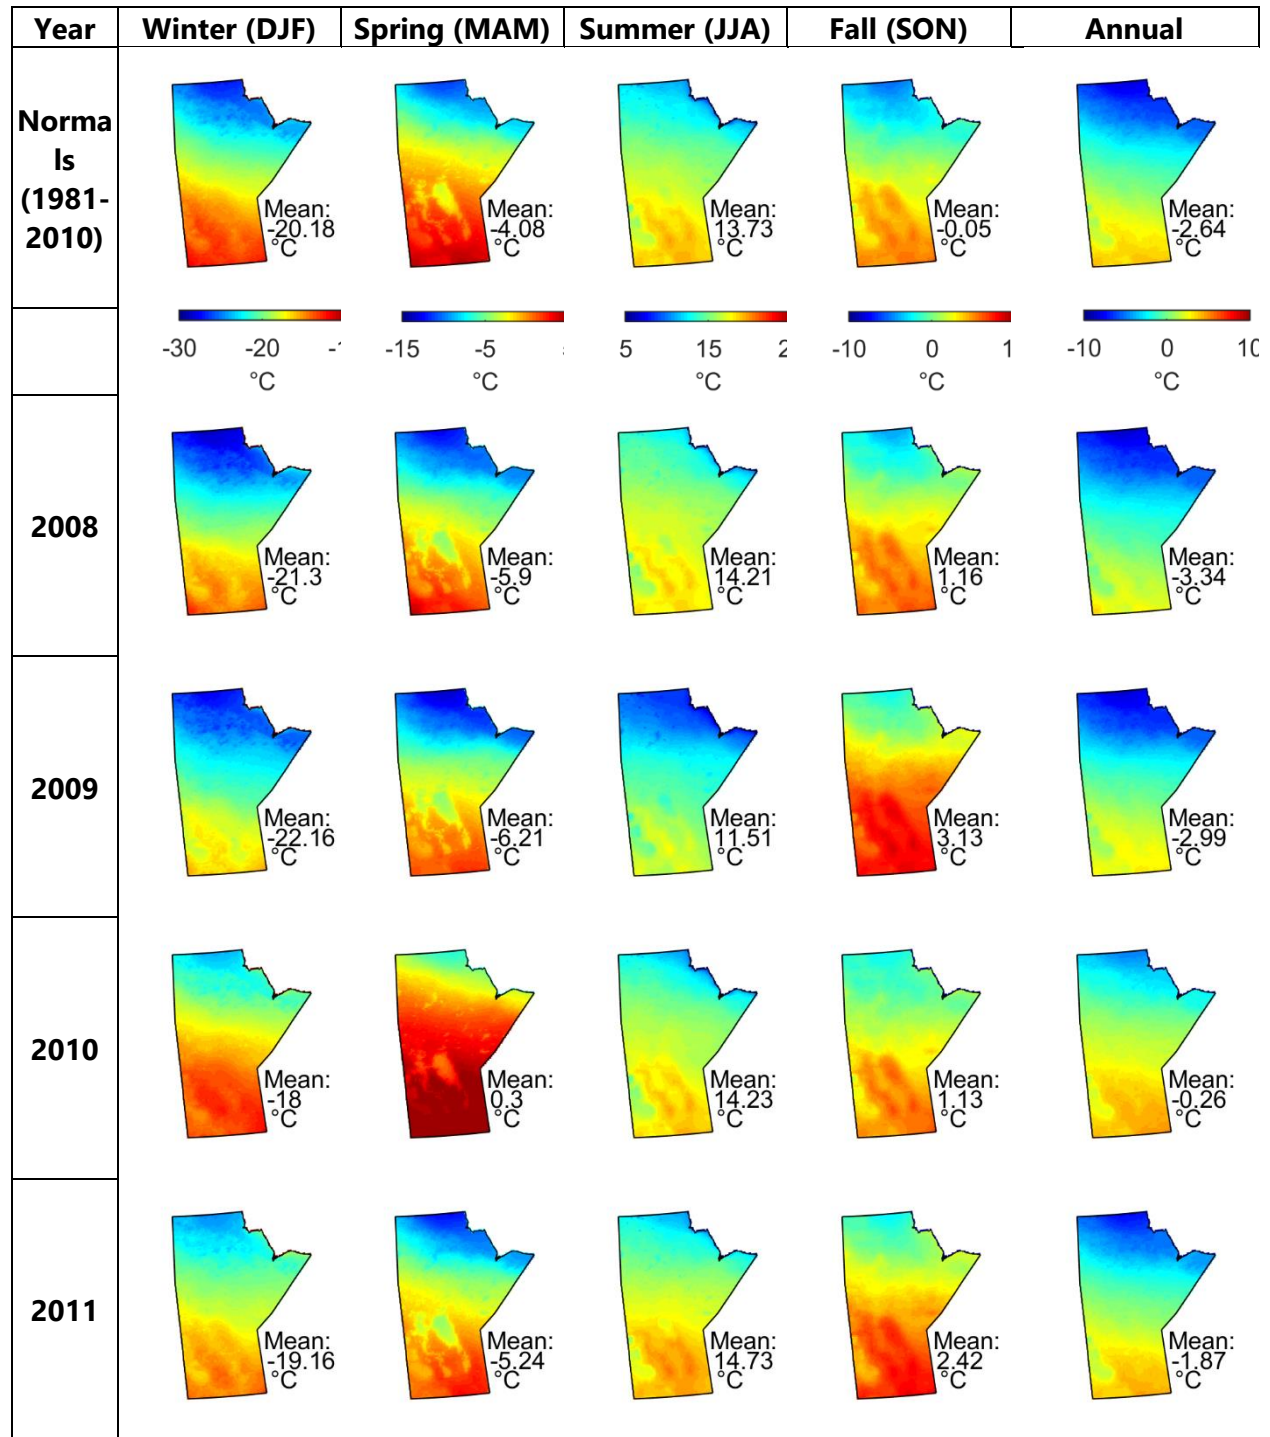 Year Winter (DJF) Spring (MAM) Summer (JJA) Fall (SON) Annual
Norma
ls
(1981-
2010)
Mean: Mean: Mean: Mean: Mean:
-20.18 -4.08 13.73 -0.05 -2.64
°C °C °C °C °C
-30 -20 -15 -5 5 15 2 -10 0 1 -10 0 10
°C °C °C °C °C
2008
Mean: Mean: Mean: Mean: Mean:
-21.3 -5.9 14.21 1.16 -3.34
°C °C °C °C °C
2009
Mean: Mean: Mean: Mean: Mean:
-22.16 -6.21 11.51 3.13 -2.99
°C °C °C °C °C
2010
Mean: Mean: Mean: Mean: Mean:
-18 0.3 14.23 1.13 -0.26
°C °C °C °C °C
2011
Mean: Mean: Mean: Mean: Mean:
-19.16 -5.24 14.73 2.42 -1.87
°C °C °C °C °C